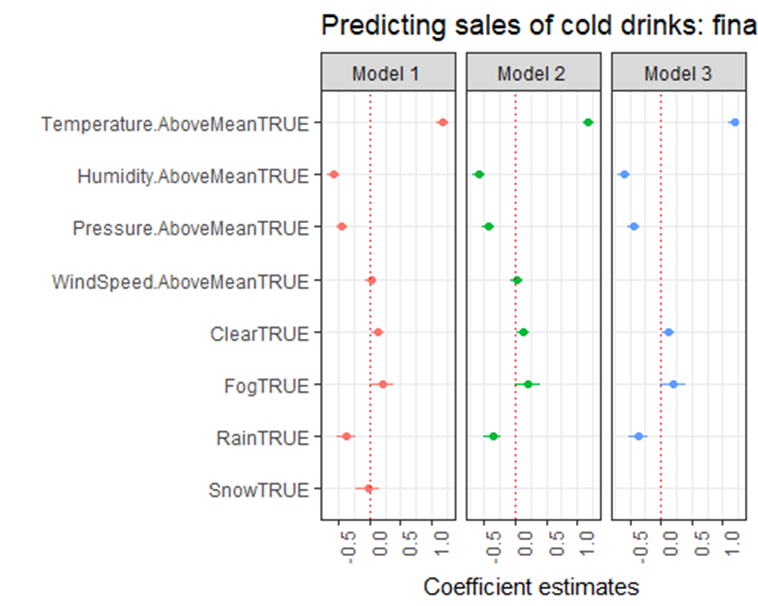 Predicting sales of cold drinks: fina
Model 1 Model 2 Model 3
Temperature.AboveMeanTRUE
Humidity.AboveMeanTRUE
Pressure.AboveMeanTRUE
WindSpeed.AboveMeanTRUE
ClearTRUE
FogTRUE
RainTRUE
SnowTRUE
-0.5 0.0 0.5 1.0 -0.5 0.0 0.5 1.0 -0.5 0.0 0.5 1.0
Coefficient estimates